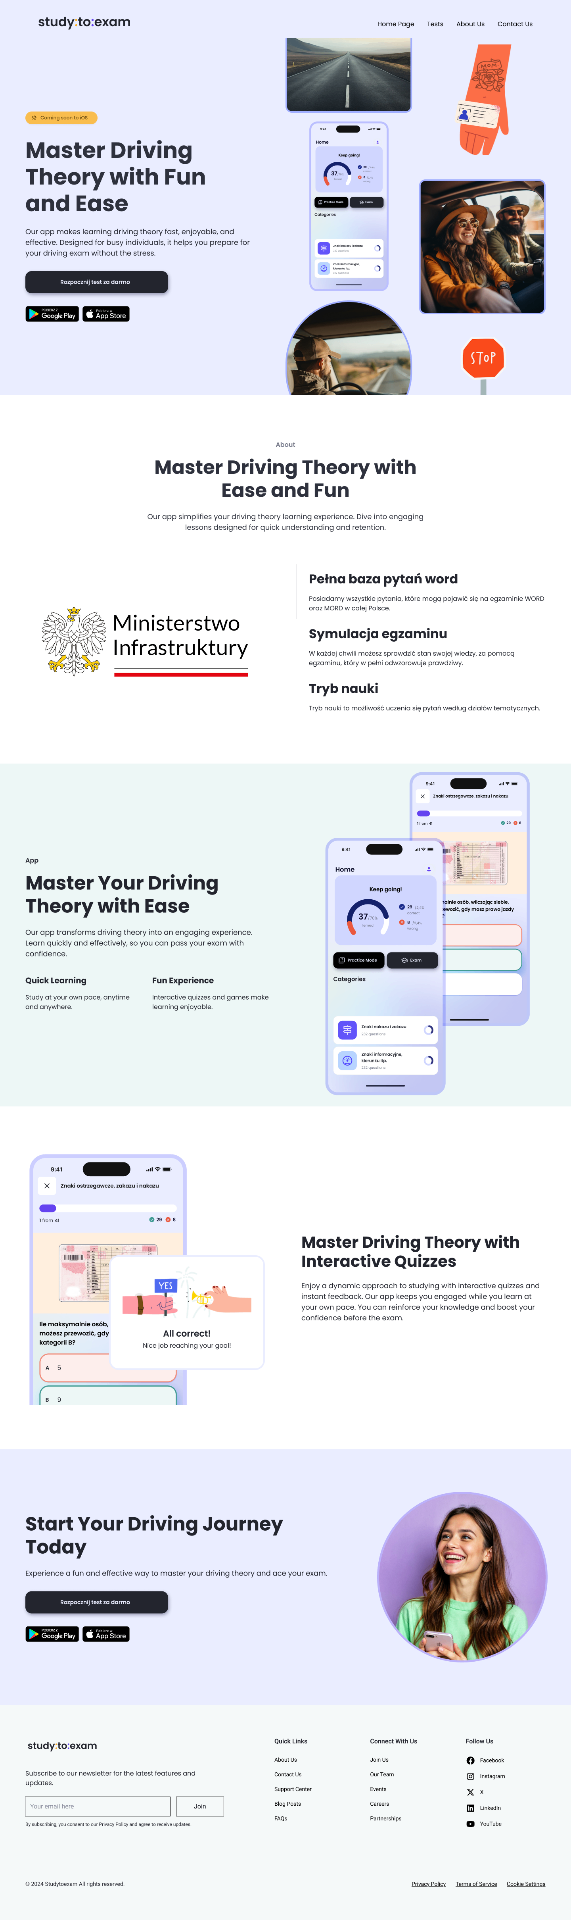 study:to:exam
Home Page Tests About Us Contact Us
Coming soon to iOS
Master Driving
Theory with Fun
and Ease
Our app makes learning driving theory fast, enjoyable, and
effective. Designed for busy individuals, it helps you prepare for
your driving exam without the stress.
Rozpocznij test za darmo
Google Play
App Store
MOM
Home
Keep going!
37
Practice Mode
Exam
Categories
STOP
About
Master Driving Theory with
Ease and Fun
Our app simplifies your driving theory learning experience. Dive into engaging
lessons designed for quick understanding and retention.
Ministerstwo
Infrastruktury
Pełna baza pytań word
Posiadamy wszystkie pytania, które mogą pojawić się na egzaminie WORD
oraz MORD w całej Polsce.
Symulacja egzaminu
W każdej chwili możesz sprawdzić stan swojej wiedzy, za pomocą
egzaminu, który w pełni odwzorowuje prawdziwy.
Tryb nauki
Tryb nauki to możliwość uczenia się pytań według działów tematycznych.
App
Master Your Driving
Theory with Ease
Our app transforms driving theory into an engaging experience.
Learn quickly and effectively, so you can pass your exam with
confidence.
Quick Learning
Study at your own pace, anytime
and anywhere.
Fun Experience
Interactive quizzes and games make
learning enjoyable.
9:41
Znaki ostrzegawcze, zakazu i nakazu
9:41
Home
Keep going!
37
Practice Mode
Exam
Categories
Znaki nakazu i zakazu
Znaki informacyjne,
9:41
Znaki ostrzegawcze, zakazu i nakazu
1 from 41
29 6
Ile maksymalnie osób,
możesz przewozić, gdy
kategorii B?
A 5
B 9
YES
All correct!
Nice job reaching your goal!
Master Driving Theory with
Interactive Quizzes
Enjoy a dynamic approach to studying with interactive quizzes and
instant feedback. Our app keeps you engaged while you learn at
your own pace. You can reinforce your knowledge and boost your
confidence before the exam.
Start Your Driving Journey
Today
Experience a fun and effective way to master your driving theory and ace your exam.
Rozpocznij test za darmo
Google Play
App Store
study:to:exam
Subscribe to our newsletter for the latest features and
updates.
Your email here
Join
By subscribing, you consent to our Privacy Policy and agree to receive updates.
Quick Links
About Us
Contact Us
Support Center
Blog Posts
FAQs
Connect With Us
Join Us
Our Team
Events
Careers
Partnerships
Follow Us
Facebook
Instagram
X
LinkedIn
YouTube
© 2024 Studytoexam All rights reserved.
Privacy Policy Terms of Service Cookie Settings